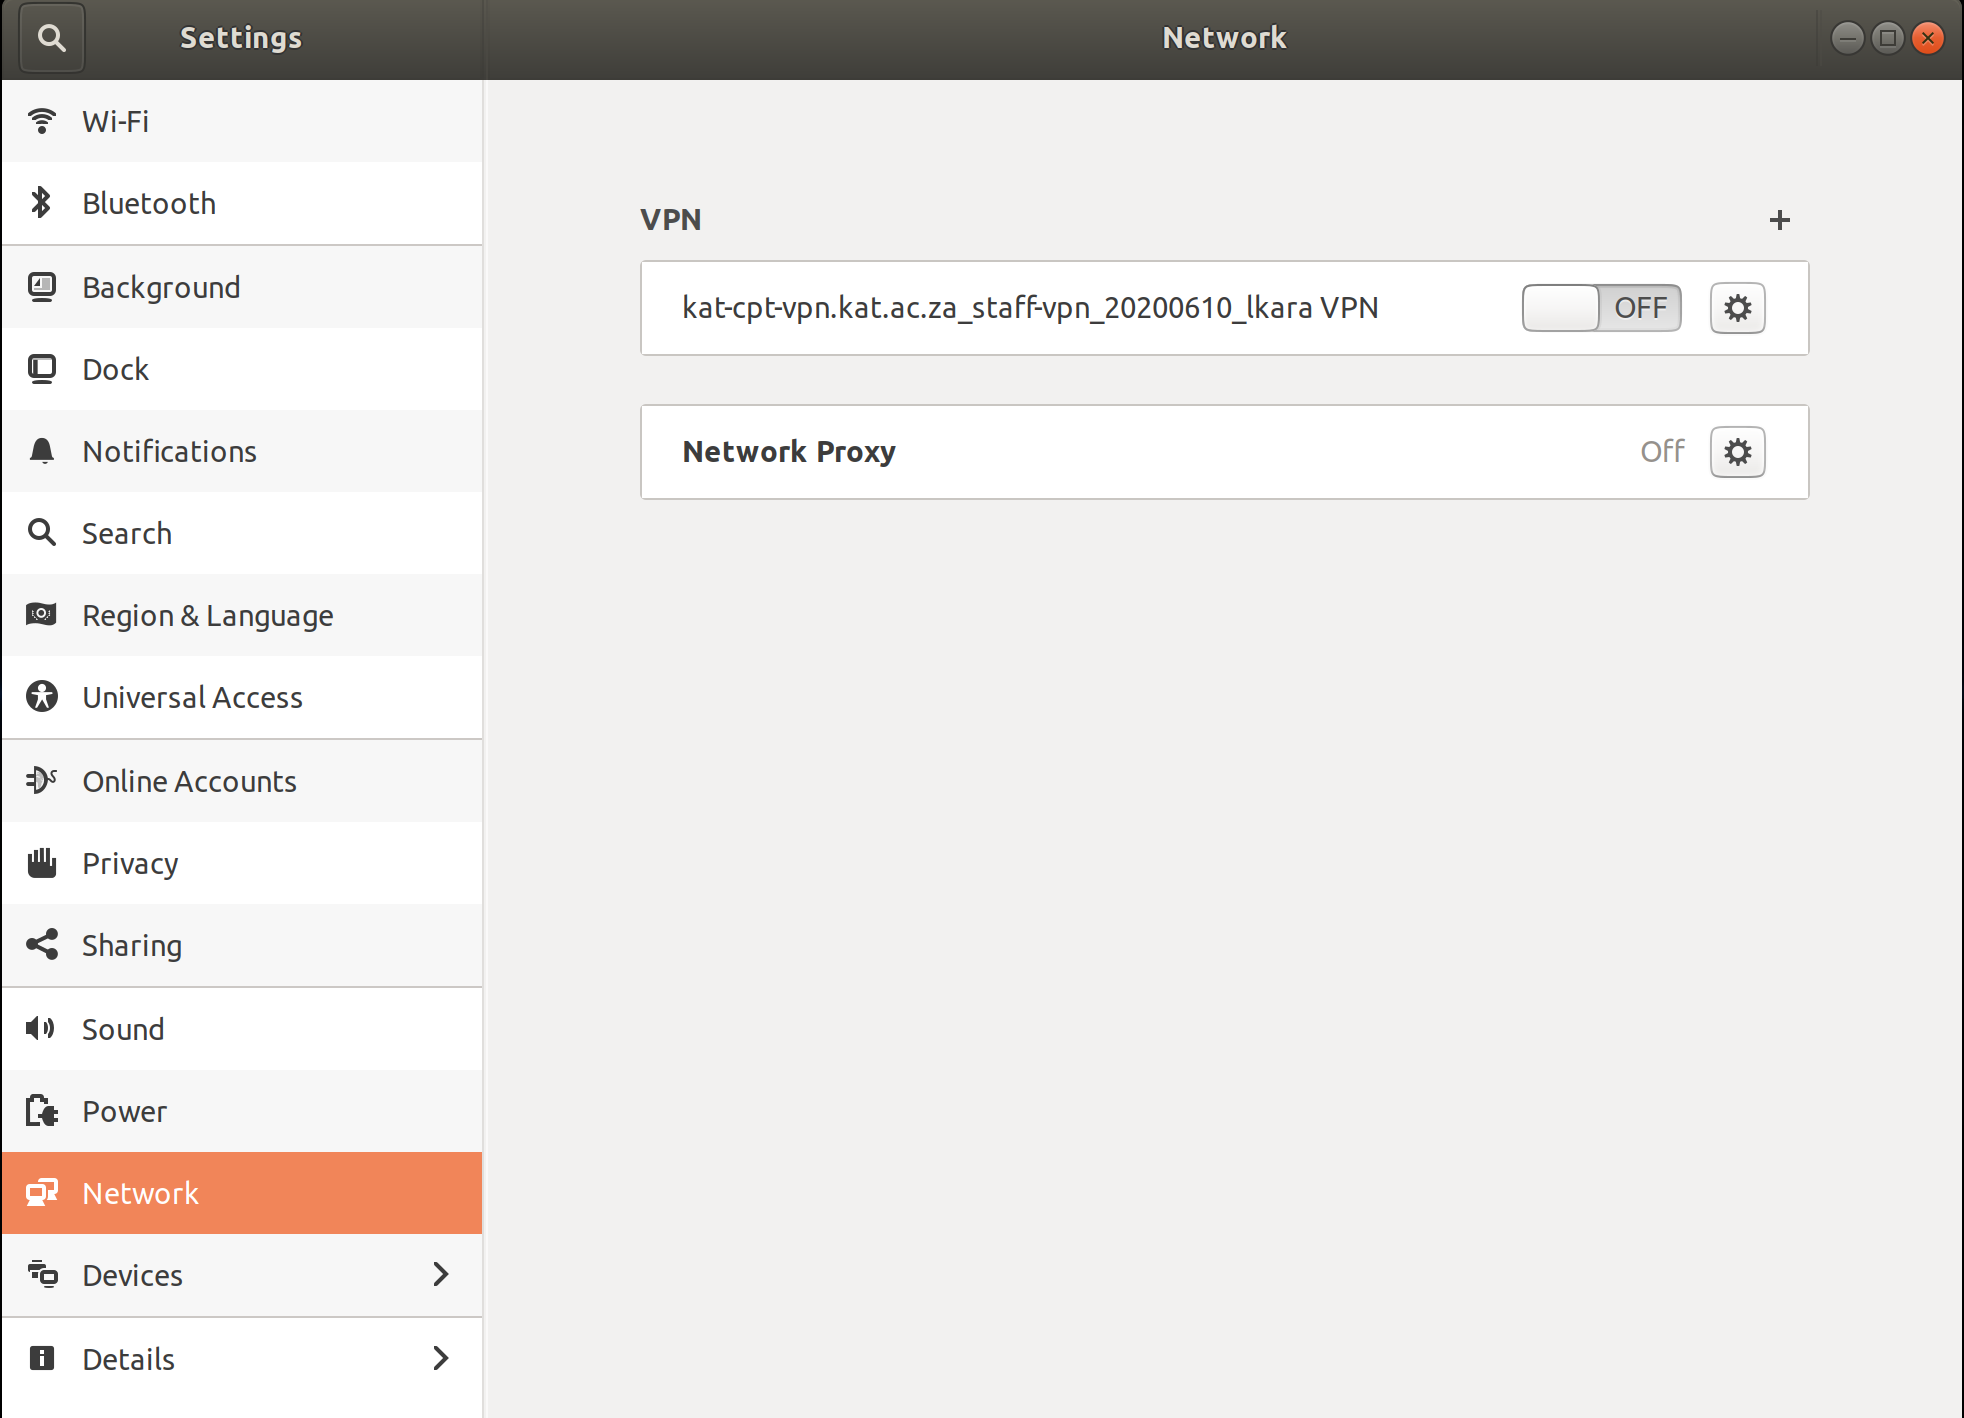 Settings
Network
Wi-Fi
Bluetooth
Background
Dock
Notifications
Search
Region & Language
Universal Access
Online Accounts
Privacy
Sharing
Sound
Power
Network
Devices
Details
VPN
kat-cpt-vpn.kat.ac.za_staff-vpn_20200610_lkara VPN OFF
Network Proxy Off